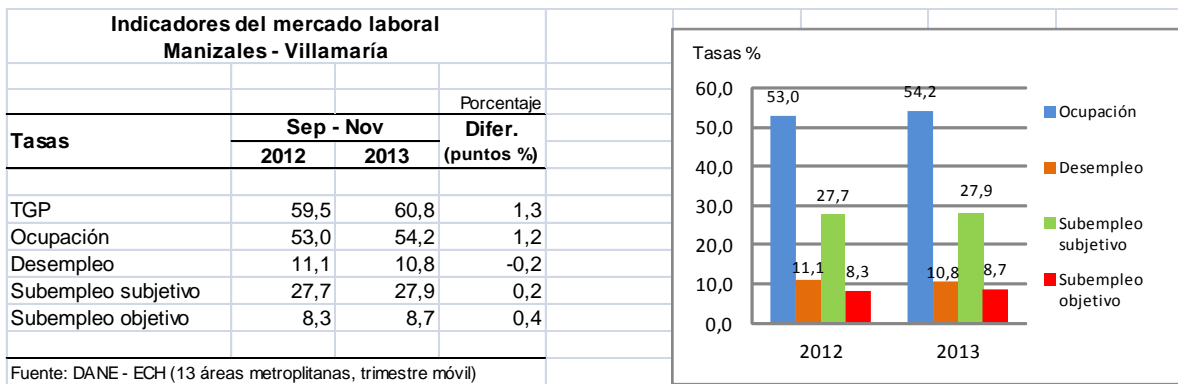 Indicadores del mercado laboral
Manizales - Villamaría
Porcentaje
Tasas Sep - Nov Difer.
2012 2013 (puntos %)
TGP 59,5 60,8 1,3
Ocupación 53,0 54,2 1,2
Desempleo 11,1 10,8 -0,2
Subempleo subjetivo 27,7 27,9 0,2
Subempleo objetivo 8,3 8,7 0,4
Fuente: DANE - ECH (13 áreas metroplitanas, trimestre móvil)
Tasas %
60,0
50,0
40,0
30,0
20,0
10,0
0,0
53,0
11,1
27,7
8,3
54,2
10,8
27,9
8,7
2012 2013
Ocupación
Desempleo
Subempleo
subjetivo
Subempleo
objetivo